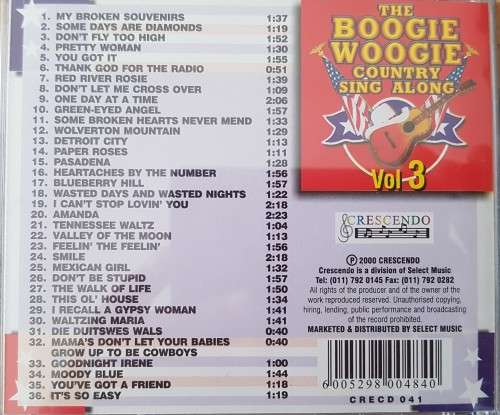 1. MY BROKEN SOUVENIRS 1:37
2. SOME DAYS ARE DIAMONDS 1:19
3. DON'T FLY TOO HIGH 1:52
4. PRETTY WOMAN 1:30
5. YOU GOT IT 1:55
6. THANK GOD FOR THE RADIO 0:51
7. RED RIVER ROSIE 1:39
8. DON'T LET ME CROSS OVER 1:09
9. ONE DAY AT A TIME 2:06
10. GREEN-EYED ANGEL 1:57
11. SOME BROKEN HEARTS NEVER MEND 1:33
12. WOLVERTON MOUNTAIN 1:29
13. DETROIT CITY 1:13
14. PAPER ROSES 1:11
15. PASADENA 1:28
16. HEARTACHES BY THE NUMBER 1:56
17. BLUEBERRY HILL 1:57
18. WASTED DAYS AND WASTED NIGHTS 1:22
19. I CAN'T STOP LOVIN' YOU 2:18
20. AMANDA 2:23
21. TENNESSEE WALTZ 1:04
22. VALLEY OF THE MOON 1:13
23. FEELIN' THE FEELIN' 1:56
24. SMILE 2:18
25. MEXICAN GIRL 1:32
26. DON'T BE STUPID 1:57
27. THE WALK OF LIFE 1:50
28. THIS OL' HOUSE 1:34
29. I RECALL A GYPSY WOMAN 1:41
30. WALTZING MARIA 1:41
31. DIE DUITSWES WALS 0:40
32. MAMA'S DON'T LET YOUR BABIES 0:40
GROW UP TO BE COWBOYS
33. GOODNIGHT IRENE 1:00
34. MOODY BLUE 1:44
35. YOU'VE GOT A FRIEND 1:18
36. IT'S SO EASY 1:19
THE
BOOGIE
WOOGIE
COUNTRY
SING ALONG
Vol 3
CRESCENDO
℗ 2000 CRESCENDO
Crescendo is a division of Select Music
Tel: (011) 792 0145 Fax: (011) 792 0282
All rights of the producer and of the owner of the
work reproduced reserved. Unauthorised copying,
hiring, lending, public performance and broadcasting
of the record prohibited.
MARKETED & DISTRIBUTED BY SELECT MUSIC
6 005298 004840
CRECD 041